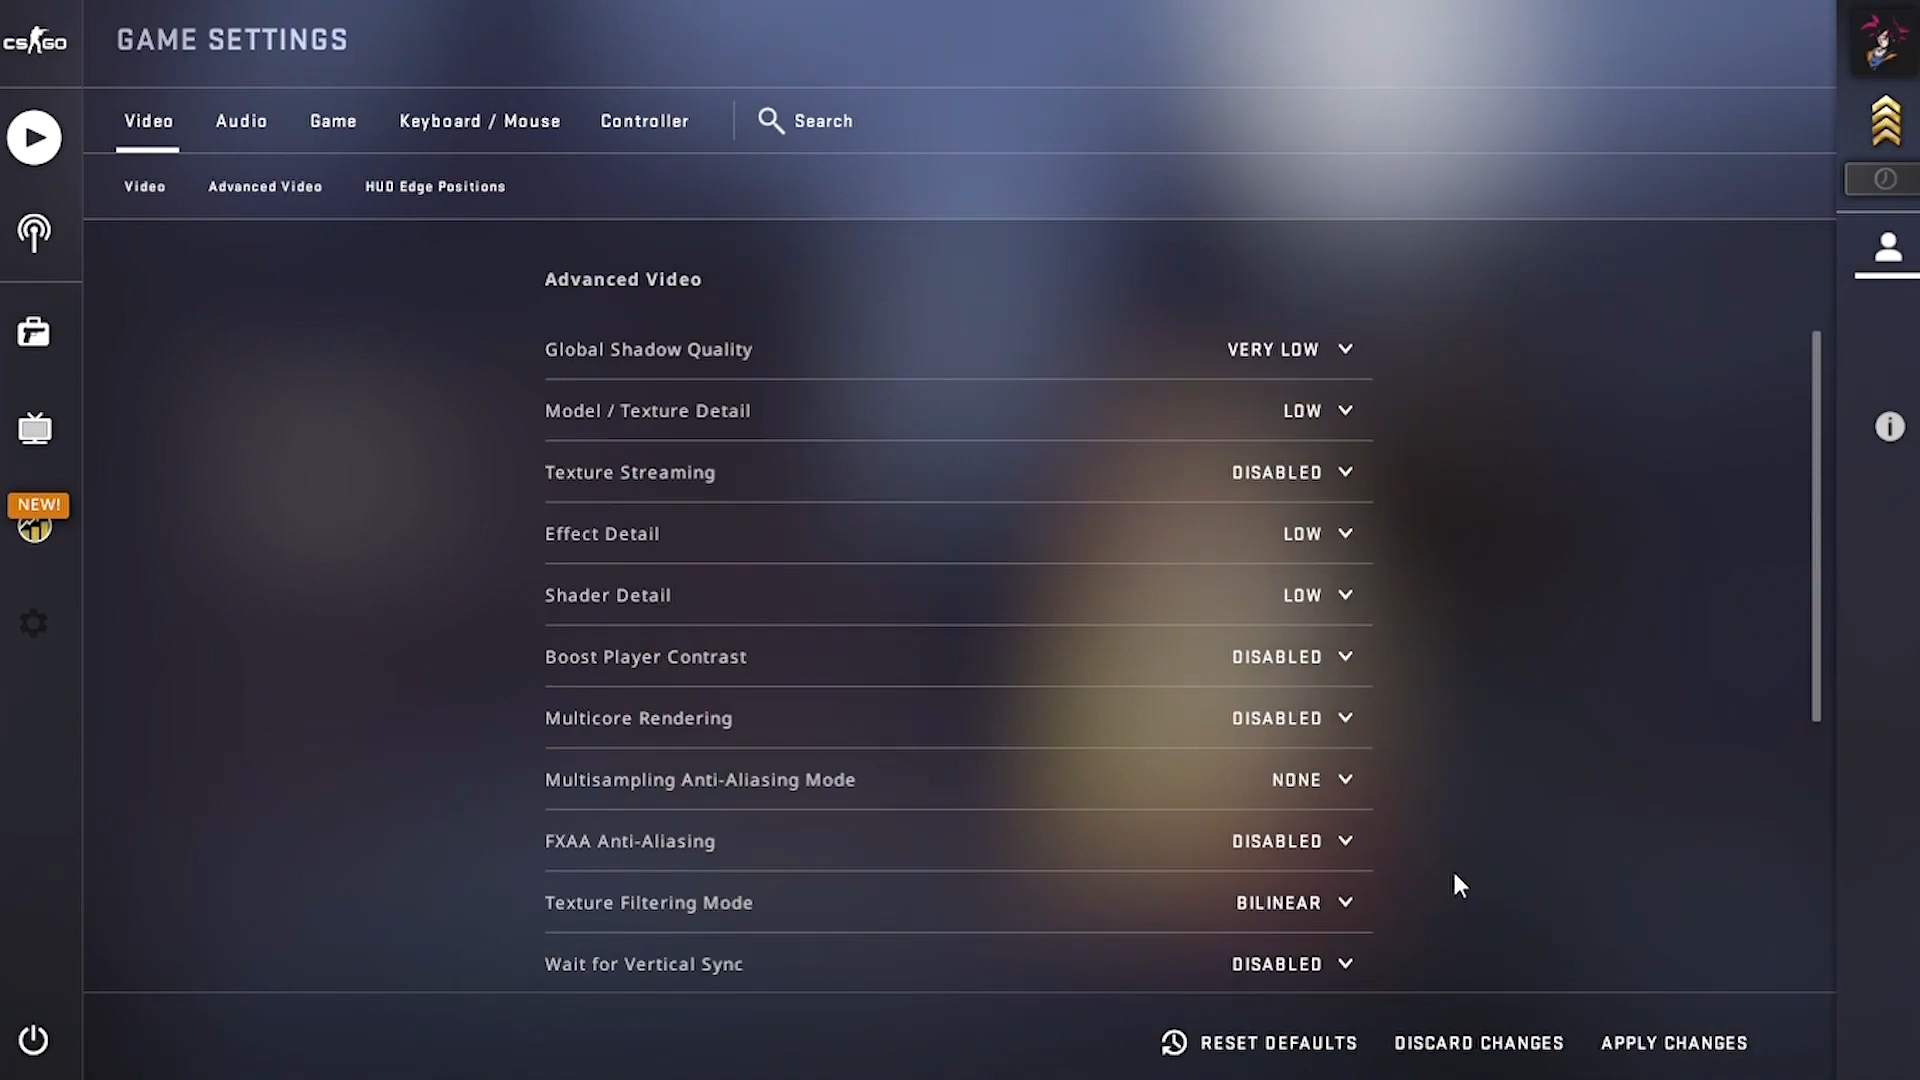 CS GO
GAME SETTINGS
Video Audio Game Keyboard / Mouse Controller Search
Video Advanced Video HUD Edge Positions
Advanced Video
Global Shadow Quality VERY LOW
Model / Texture Detail LOW
Texture Streaming DISABLED
NEW!
Effect Detail LOW
Shader Detail LOW
Boost Player Contrast DISABLED
Multicore Rendering DISABLED
Multisampling Anti-Aliasing Mode NONE
FXAA Anti-Aliasing DISABLED
Texture Filtering Mode BILINEAR
Wait for Vertical Sync DISABLED
RESET DEFAULTS DISCARD CHANGES APPLY CHANGES